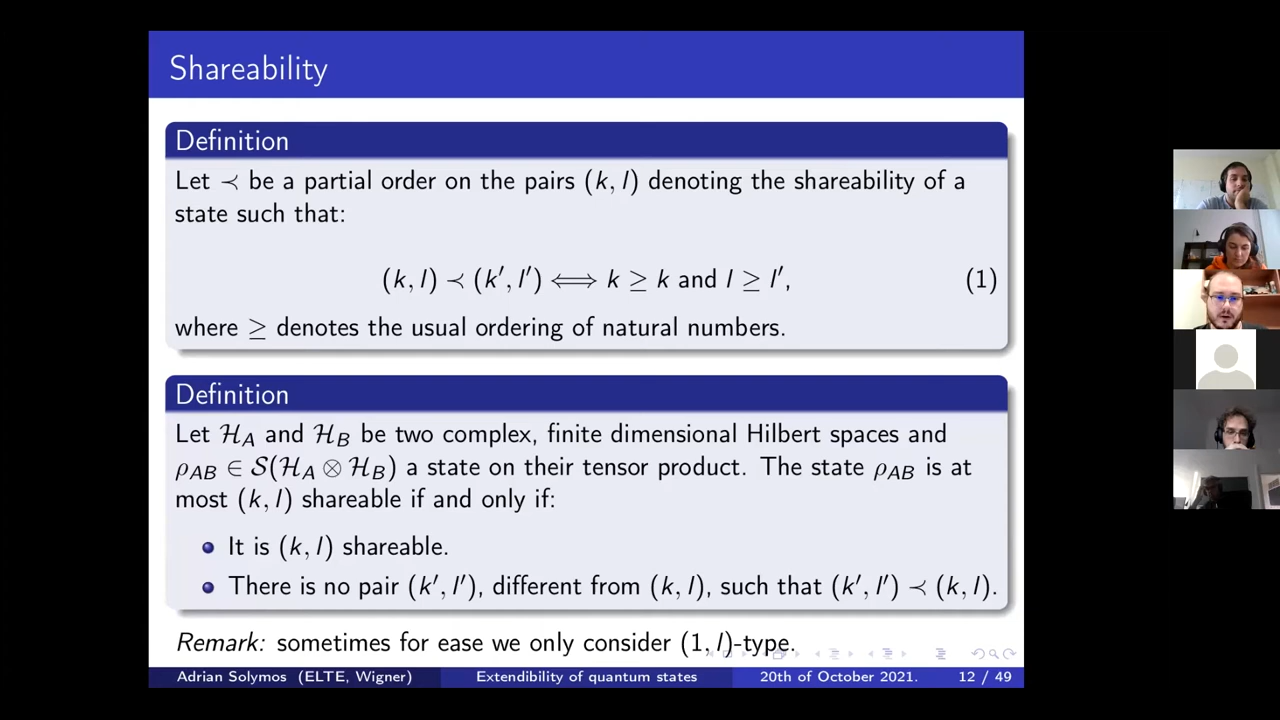 Shareability
Definition
Let ≺ be a partial order on the pairs (k, l) denoting the shareability of a
state such that:
(k, l) ≺ (k′, l′) ⟺ k ≥ k and l ≥ l′, (1)
where ≥ denotes the usual ordering of natural numbers.
Definition
Let ℋ_A and ℋ_B be two complex, finite dimensional Hilbert spaces and
ρ_AB ∈ 𝒮(ℋ_A ⊗ ℋ_B) a state on their tensor product. The state ρ_AB is at
most (k, l) shareable if and only if:
It is (k, l) shareable.
There is no pair (k′, l′), different from (k, l), such that (k′, l′) ≺ (k, l).
Remark: sometimes for ease we only consider (1, l)-type.
Adrian Solymos (ELTE, Wigner) Extendibility of quantum states 20th of October 2021. 12 / 49